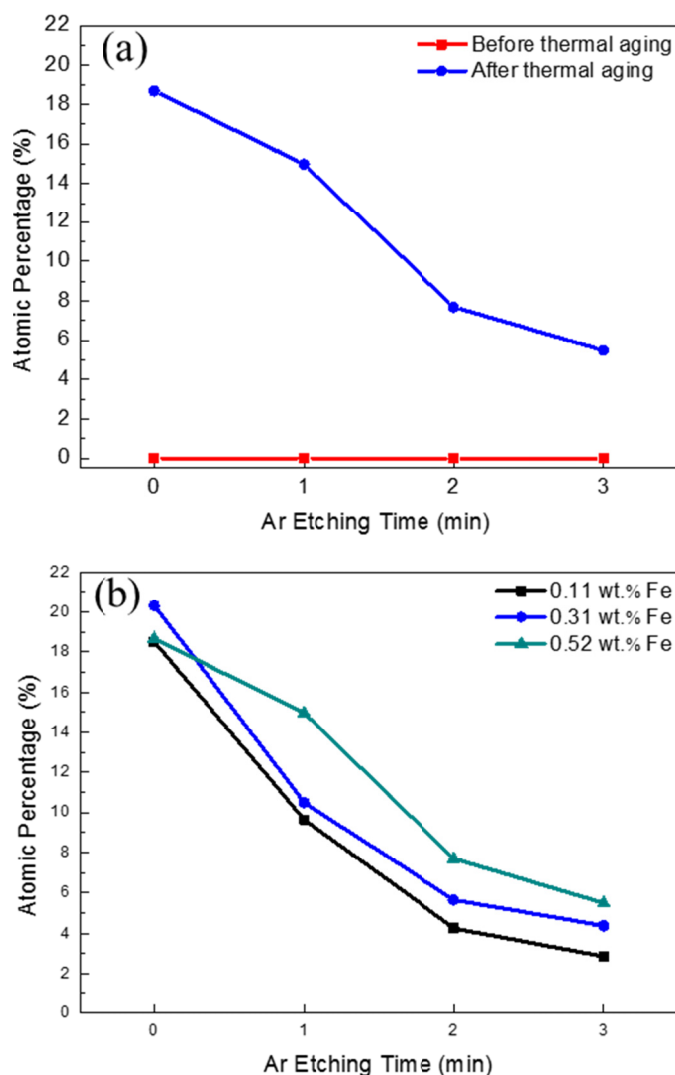 (a)
Before thermal aging
After thermal aging
22
20
18
16
14
12
10
8
6
4
2
0
Atomic Percentage (%)
0 1 2 3
Ar Etching Time (min)
(b)
0.11 wt.% Fe
0.31 wt.% Fe
0.52 wt.% Fe
22
20
18
16
14
12
10
8
6
4
2
0
Atomic Percentage (%)
0 1 2 3
Ar Etching Time (min)